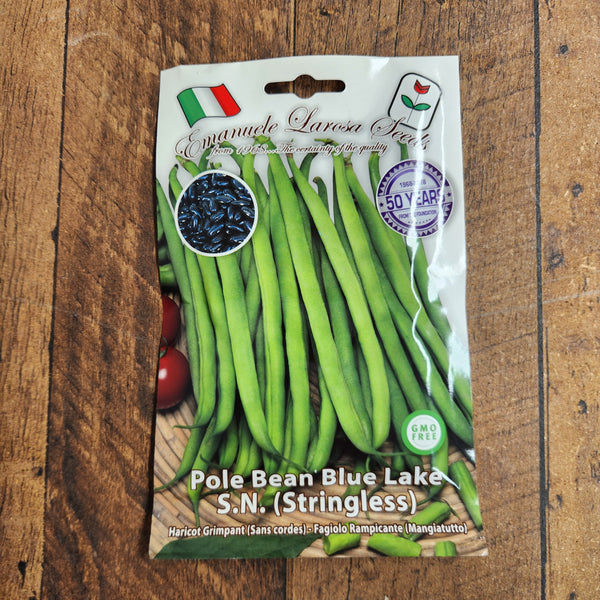 Emanuele Larosa Seeds
from 1968...The certainty of the quality
50 YEARS
GMO
FREE
Pole Bean Blue Lake
S.N. (Stringless)
Haricot Grimpant (Sans cordes) - Fagiolo Rampicante (Mangiatutto)